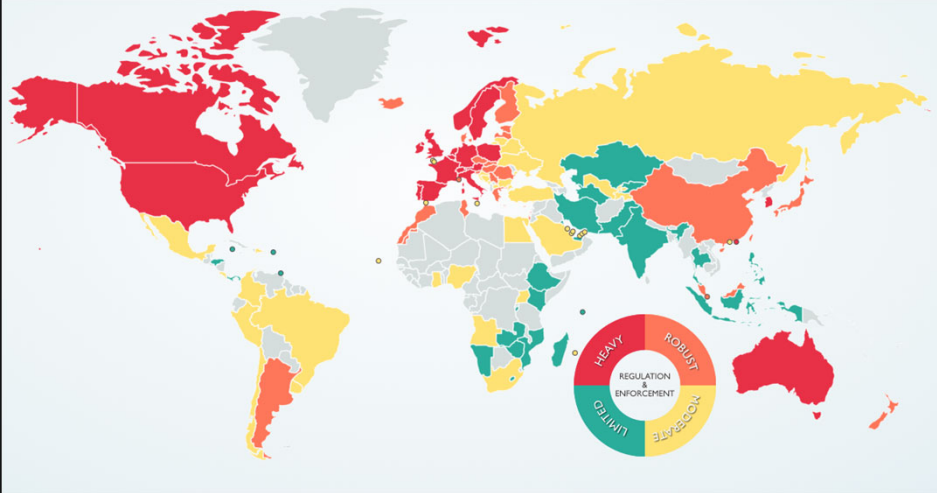 HEAVY
ROBUST
REGULATION
&
ENFORCEMENT
LIMITED
MODERATE